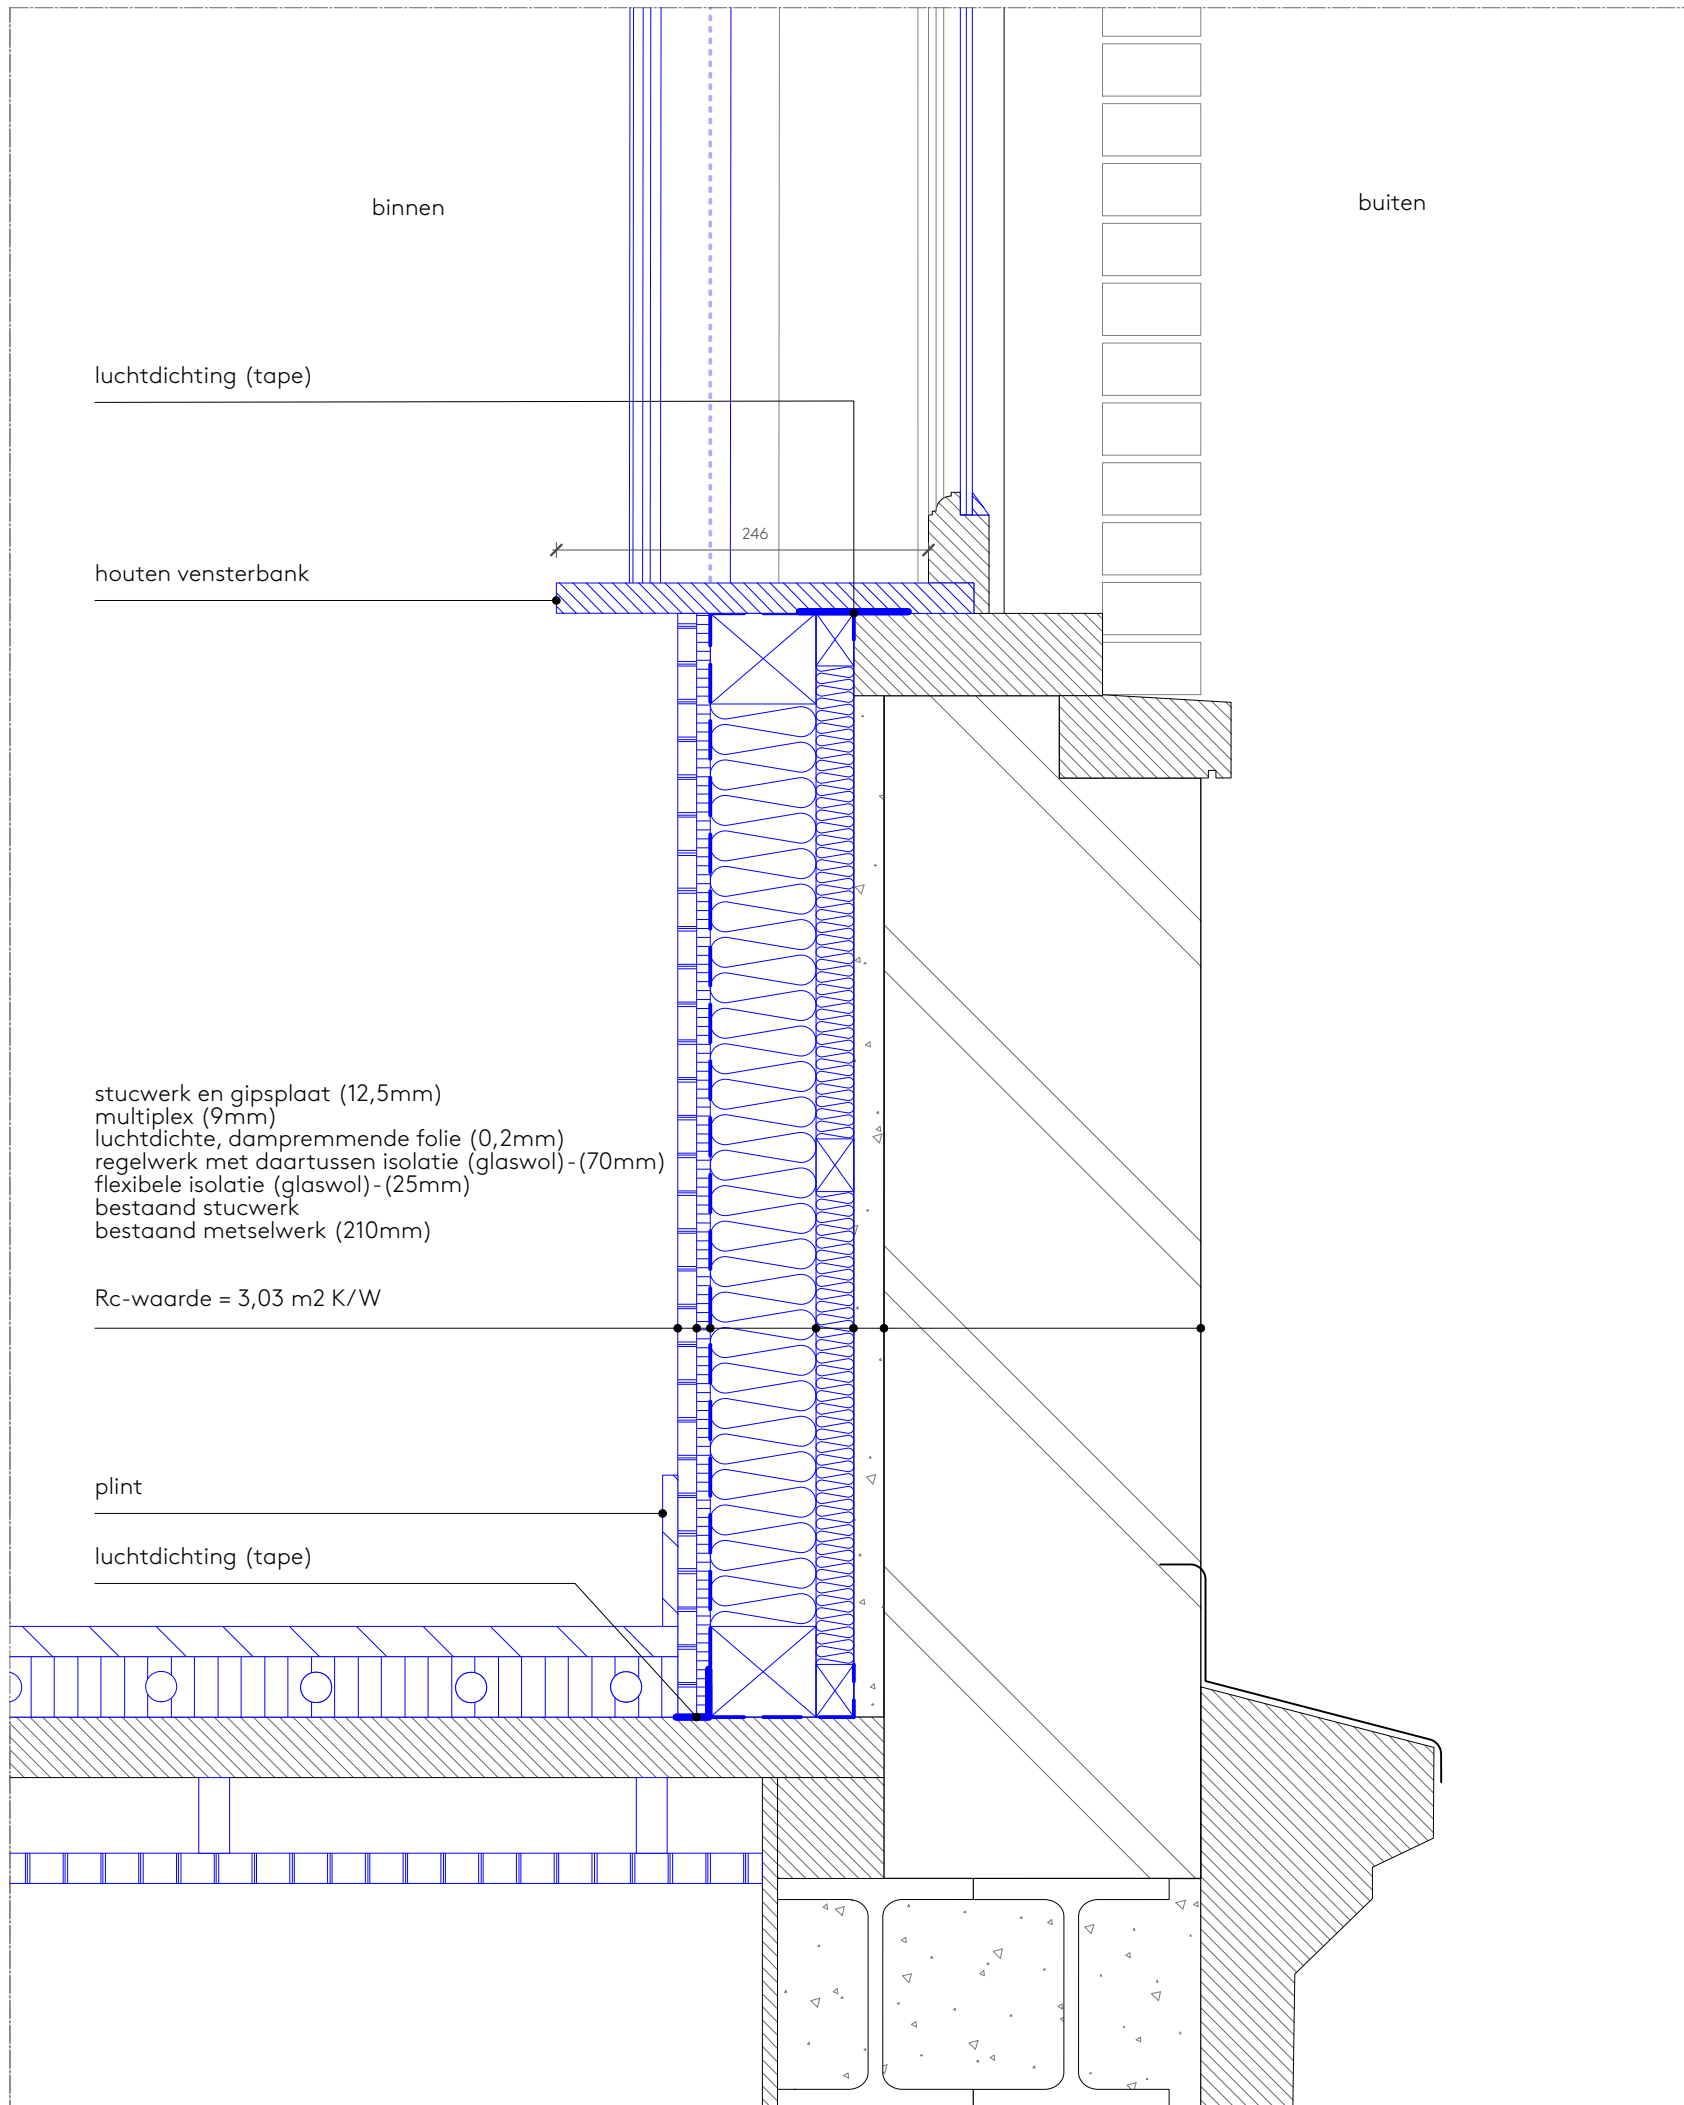 binnen
buiten
luchtdichting (tape)
246
houten vensterbank
stucwerk en gipsplaat (12,5mm)
multiplex (9mm)
luchtdichte, dampremmende folie (0,2mm)
regelwerk met daartussen isolatie (glaswol)-(70mm)
flexibele isolatie (glaswol)-(25mm)
bestaand stucwerk
bestaand metselwerk (210mm)
Rc-waarde = 3,03 m2 K/W
plint
luchtdichting (tape)